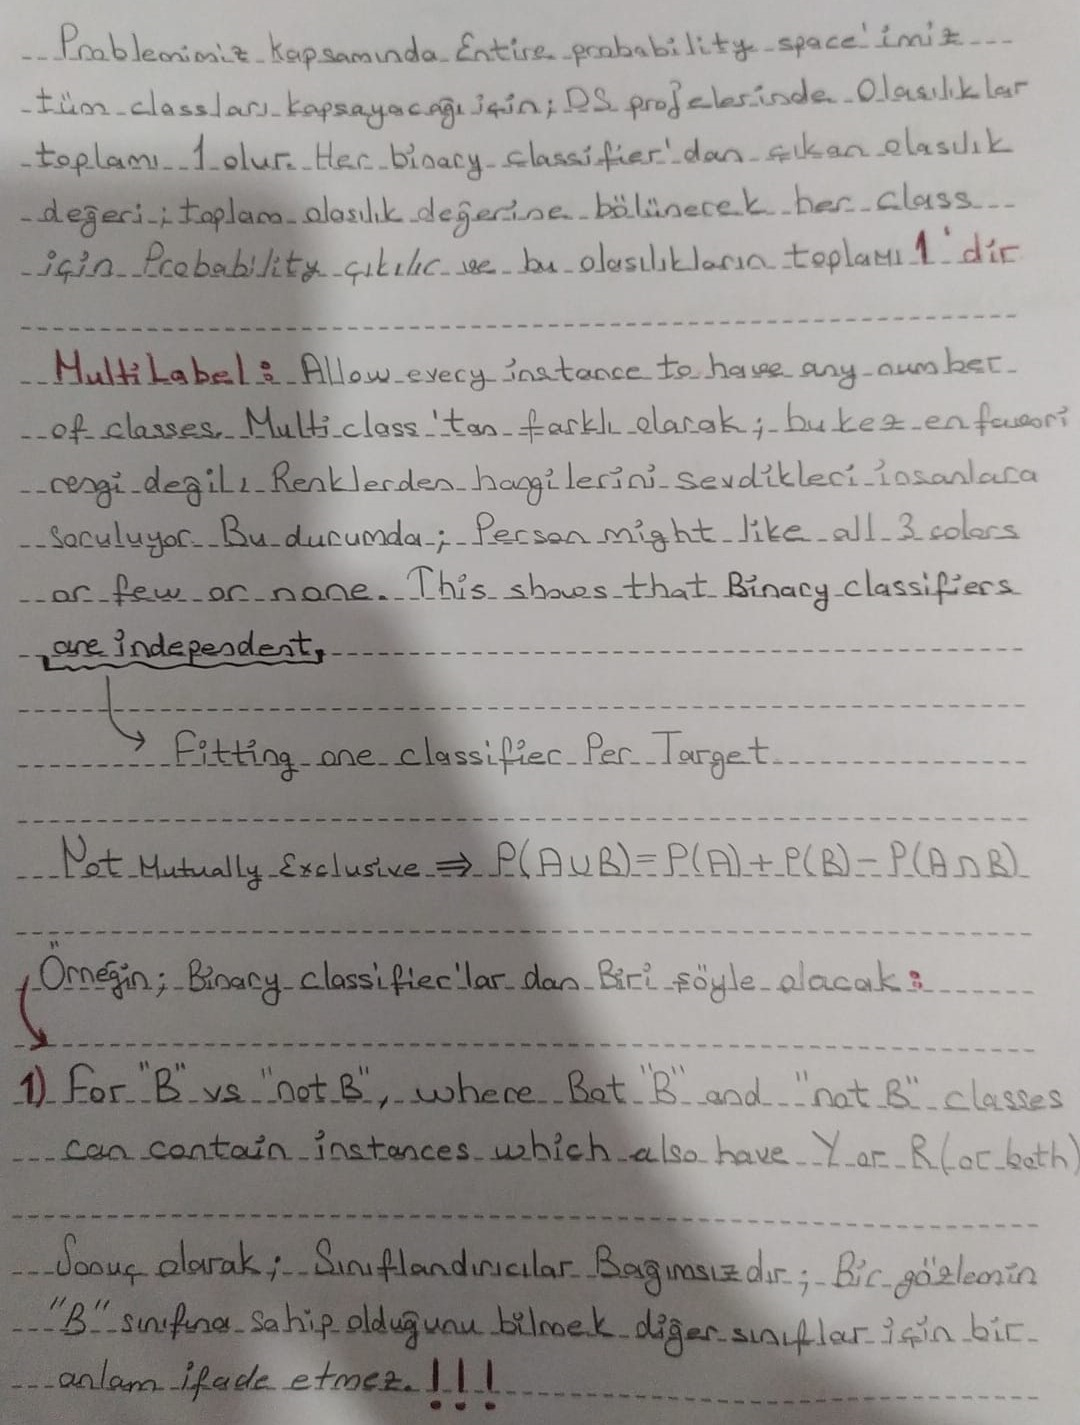 Problemimiz kapsamında Entire probability space'imiz
tüm classları kapsayacağı için; DS projelerinde Olasılıklar
toplamı 1 olur. Her binary classifier'dan çıkan olasılık
değeri; toplam olasılık değerine bölünerek her class
için Probability çıkılır ve bu olasılıkların toplamı 1'dir
MultiLabel: Allow every instance to have any number
of classes. Multi class'tan farklı olarak; bu kez en favori
rengi değil, Renklerden hangilerini sevdikleri insanlara
Soruluyor. Bu durumda; Person might like all 3 colors
or few or none. This shows that Binary classifiers
are independent,
Fitting one classifier Per Target
Not Mutually Exclusive ⇒ P(A∪B)=P(A)+P(B)-P(A∩B)
Örneğin; Binary classifier'lar dan Biri şöyle olacak:
1) For "B" vs "not B", where Bot "B" and "not B" classes
can contain instances which also have Y or R (or both)
Sonuç olarak; Sınıflandırıcılar Bağımsızdır; Bir gözlemin
"B" sınıfına sahip olduğunu bilmek diğer sınıflar için bir
anlam ifade etmez.!!!